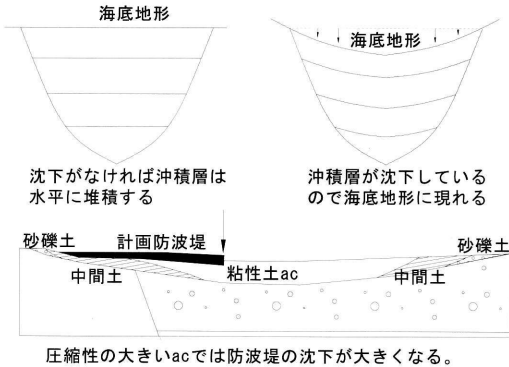 海底地形
海底地形
沈下がなければ沖積層は
水平に堆積する
沖積層が沈下している
ので海底地形に現れる
砂礫土
計画防波堤
砂礫土
中間土
粘性土ac
中間土
圧縮性の大きいacでは防波堤の沈下が大きくなる。